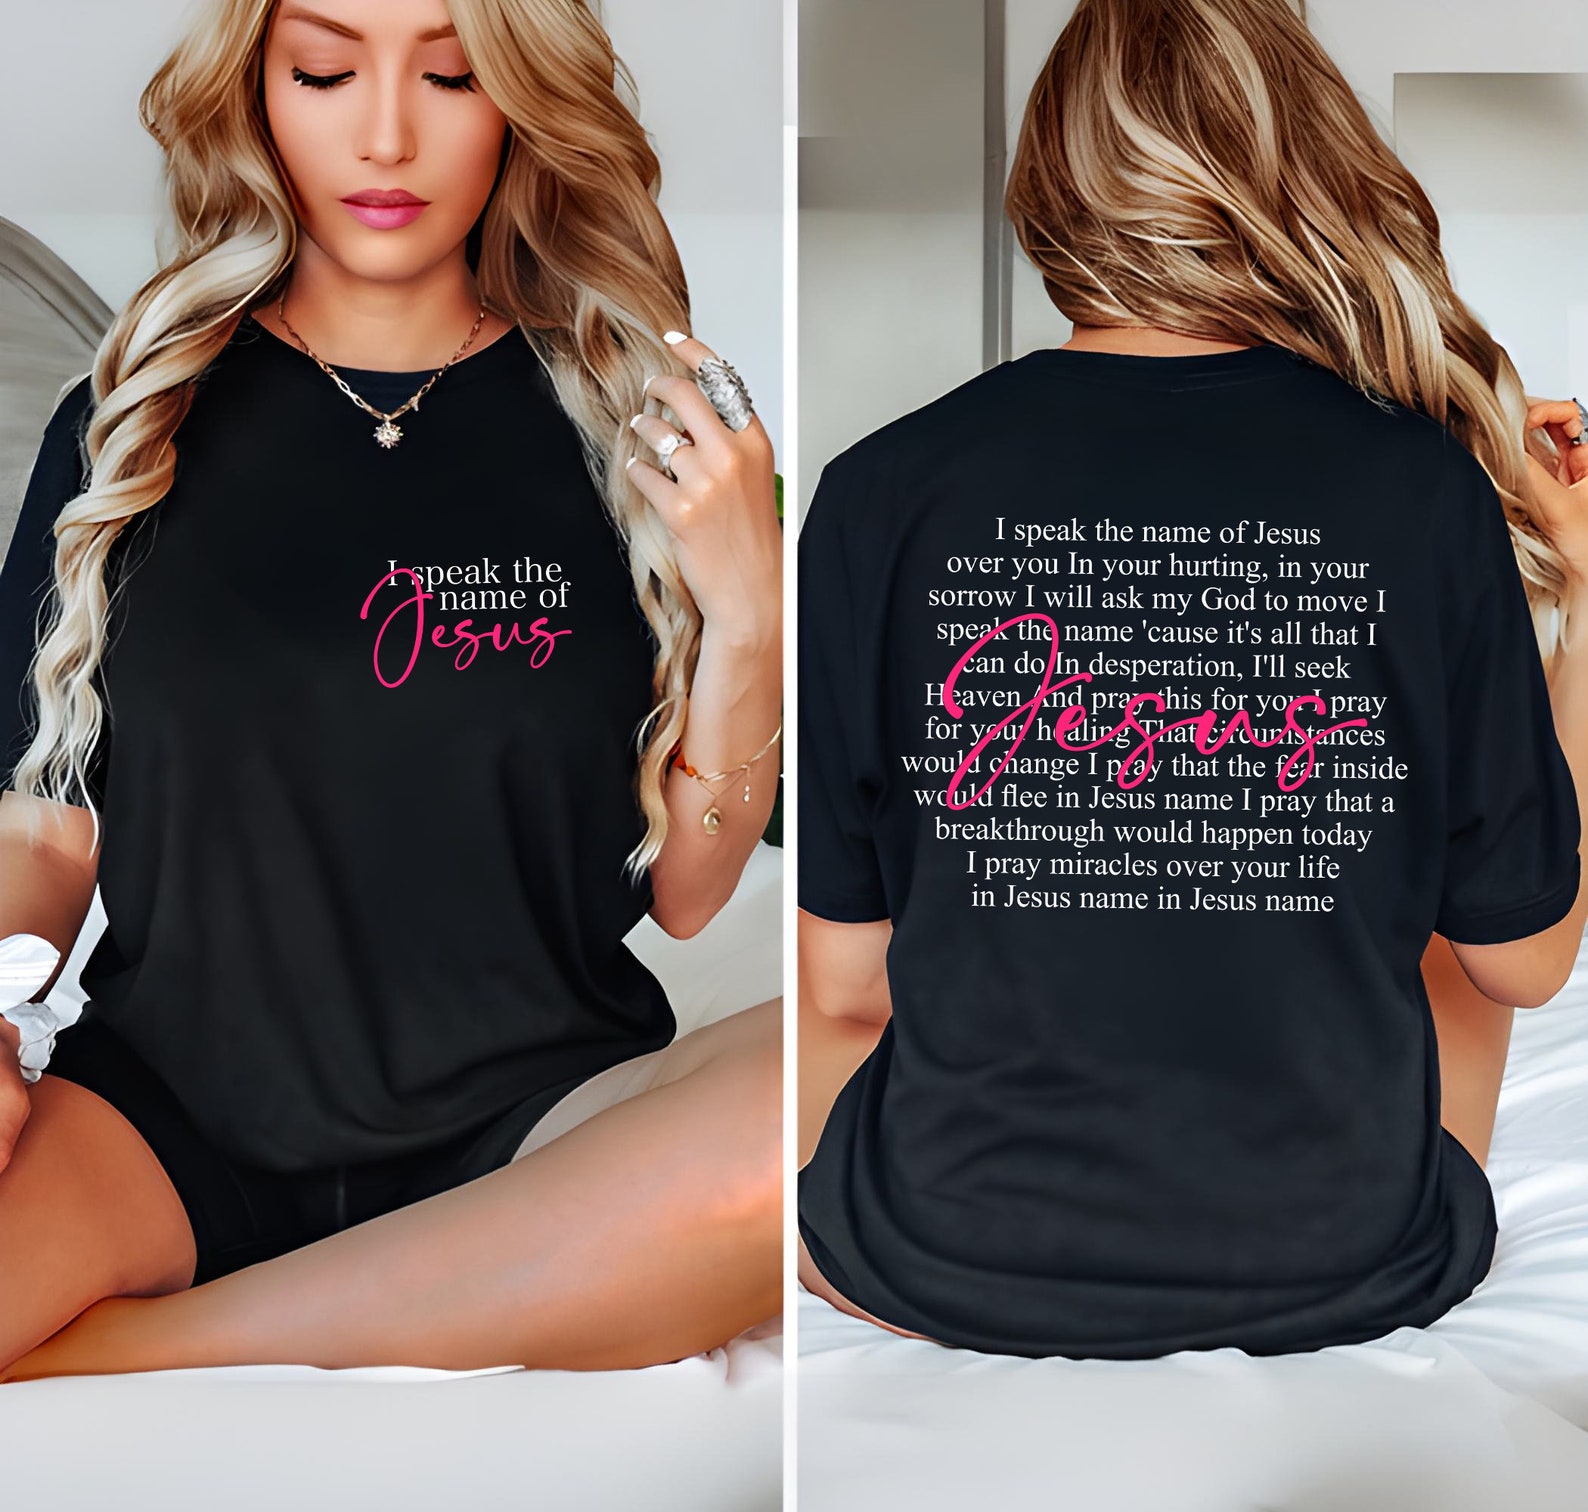 I speak the
name of
Jesus
I speak the name of Jesus
over you In your hurting, in your
sorrow I will ask my God to move I
speak the name 'cause it's all that I
can do In desperation, I'll seek
Heaven And pray this for you I pray
for your healing That circumstances
would change I pray that the fear inside
would flee in Jesus name I pray that a
breakthrough would happen today
I pray miracles over your life
in Jesus name in Jesus name
Jesus